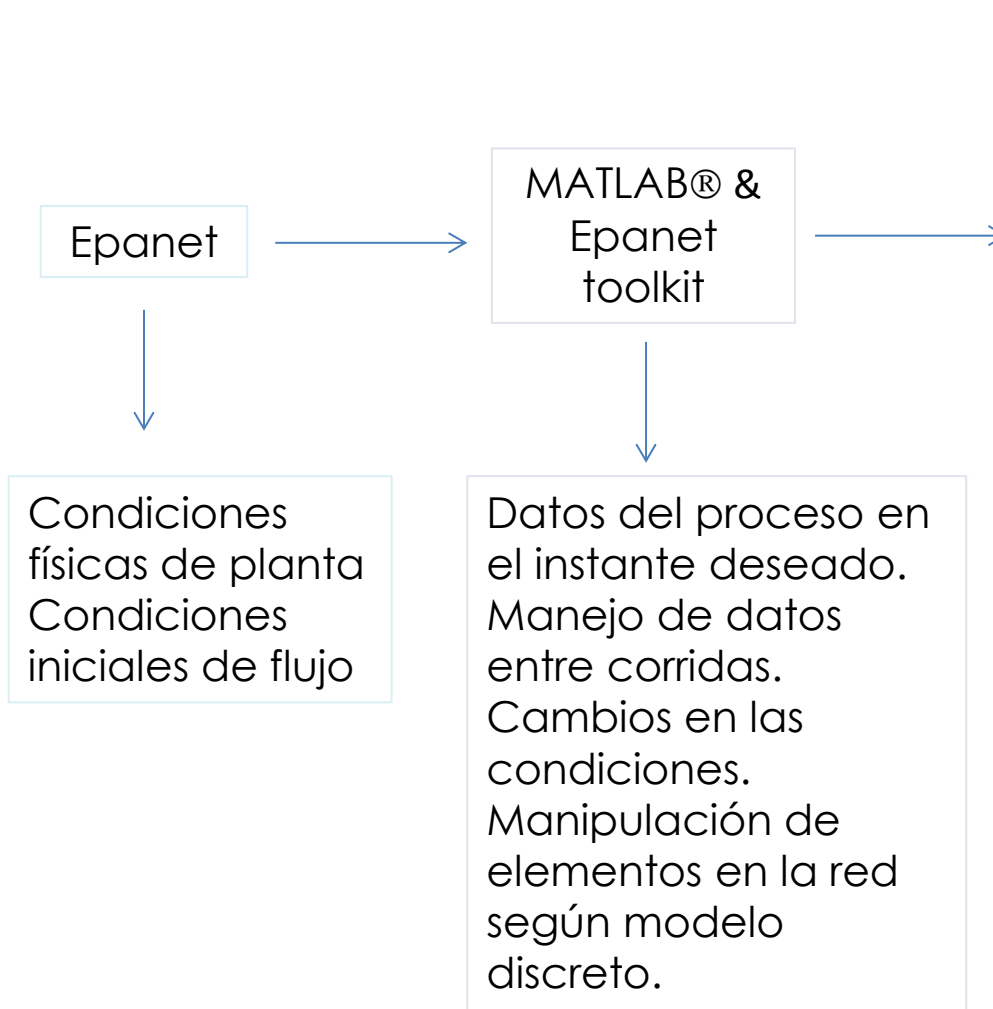 Epanet
MATLAB® &
Epanet
toolkit
Condiciones
físicas de planta
Condiciones
iniciales de flujo
Datos del proceso en
el instante deseado.
Manejo de datos
entre corridas.
Cambios en las
condiciones.
Manipulación de
elementos en la red
según modelo
discreto.